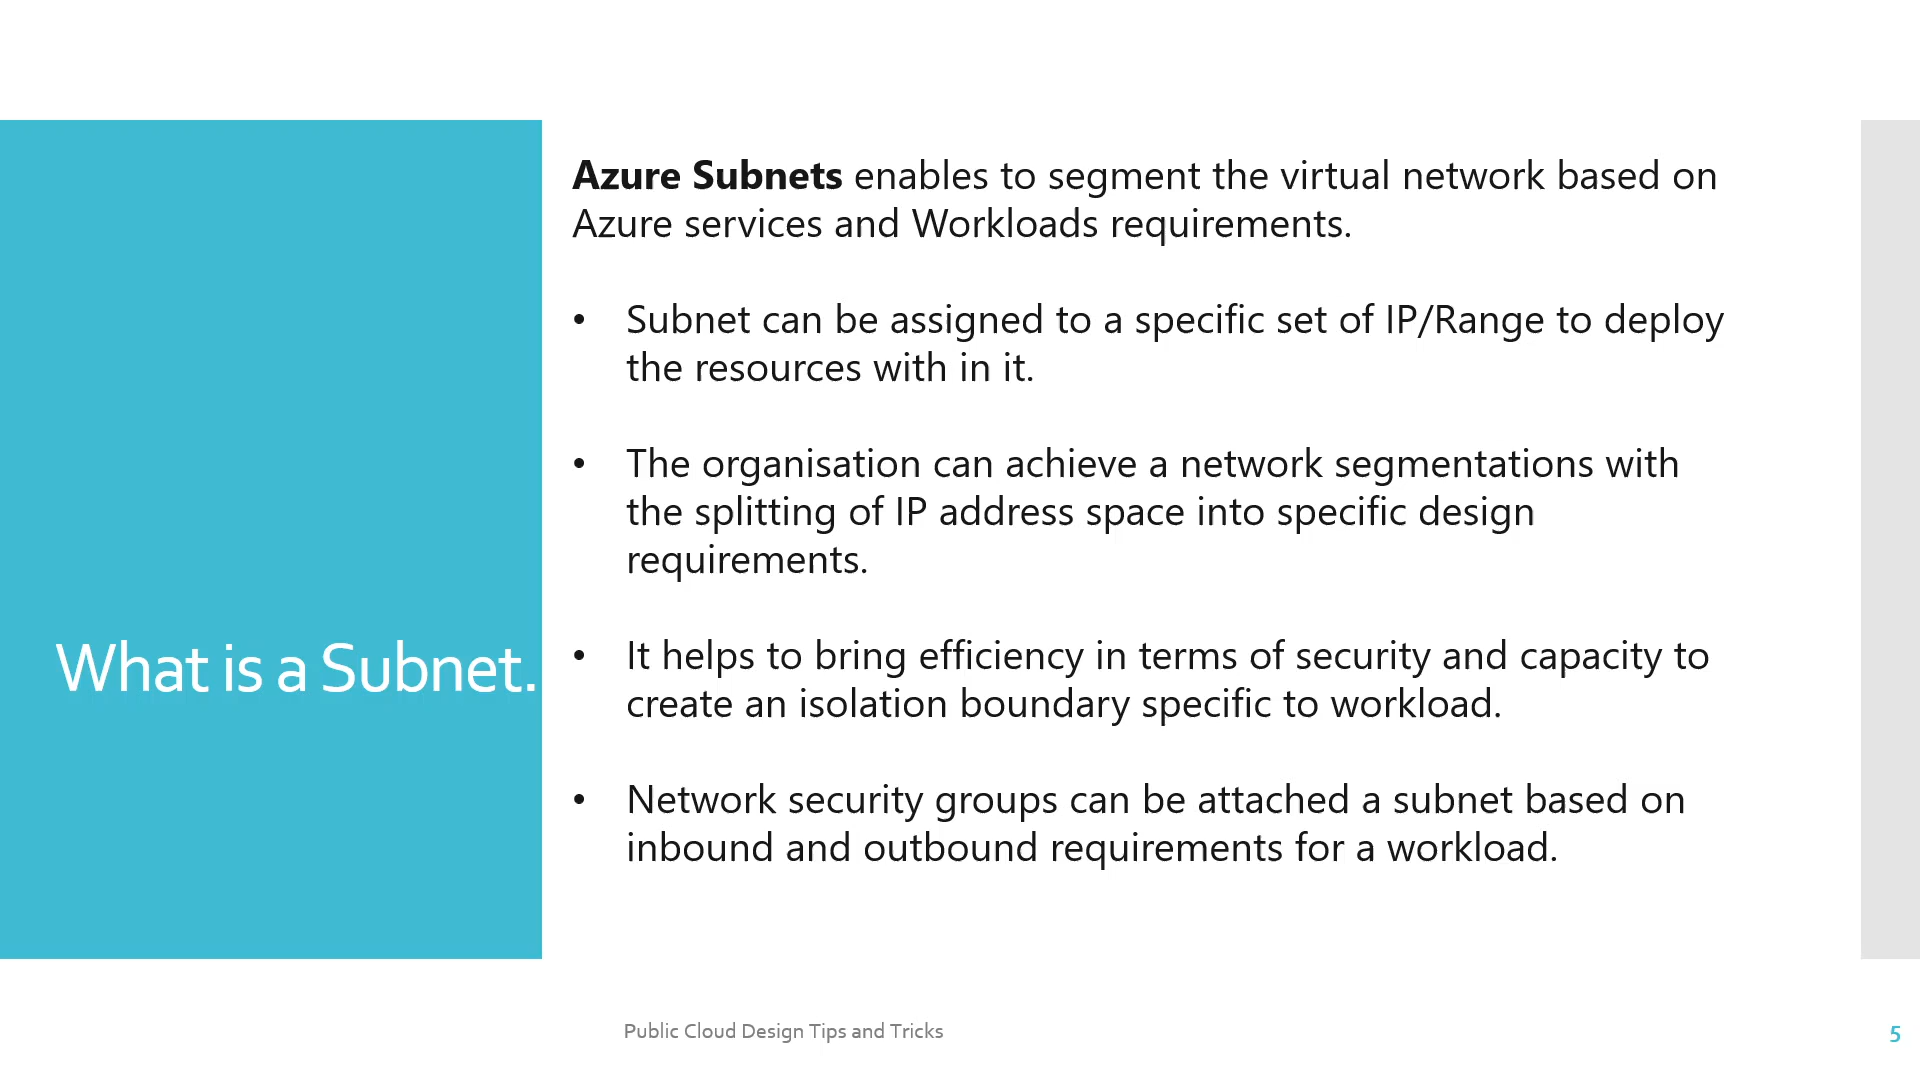 What is a Subnet.
Azure Subnets enables to segment the virtual network based on
Azure services and Workloads requirements.
• Subnet can be assigned to a specific set of IP/Range to deploy
the resources with in it.
• The organisation can achieve a network segmentations with
the splitting of IP address space into specific design
requirements.
• It helps to bring efficiency in terms of security and capacity to
create an isolation boundary specific to workload.
• Network security groups can be attached a subnet based on
inbound and outbound requirements for a workload.
Public Cloud Design Tips and Tricks
5